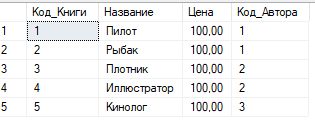 Код_Книги Название Цена Код_Автора
1 1 Пилот 100,00 1
2 2 Рыбак 100,00 1
3 3 Плотник 100,00 2
4 4 Иллюстратор 100,00 2
5 5 Кинолог 100,00 3